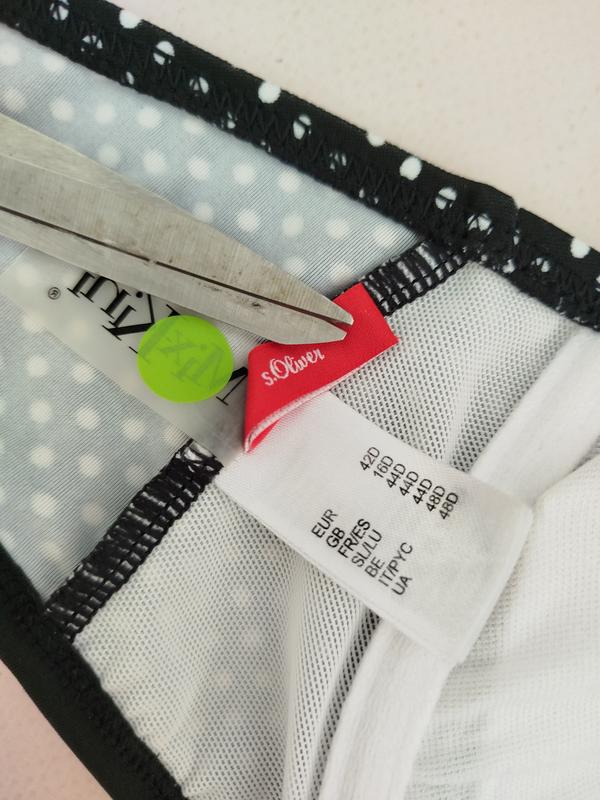 s.Oliver
EUR 42D
GB 16D
FR/ES 44D
SL/LU 44D
BE 44D
IT/PYC 48D
UA 48D